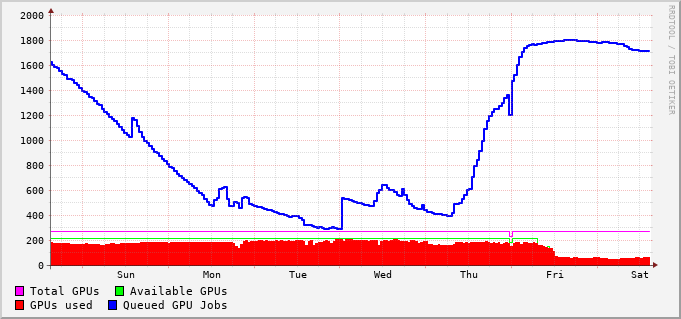 2000
1800
1600
1400
1200
1000
800
600
400
200
0
Sun Mon Tue Wed Thu Fri Sat
Total GPUs Available GPUs
GPUs used Queued GPU Jobs
RRDTOOL / TOBI OETIKER